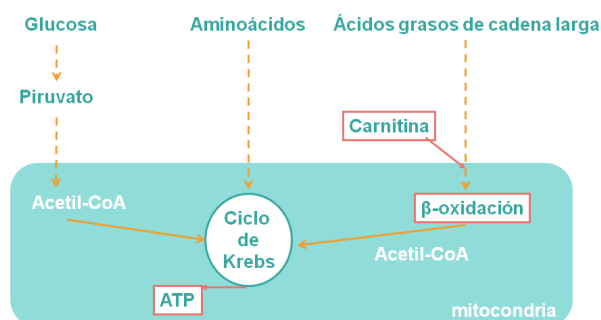 Glucosa
Aminoácidos
Ácidos grasos de cadena larga
Piruvato
Carnitina
Acetil-CoA
Ciclo
de
Krebs
β-oxidación
Acetil-CoA
ATP
mitocondria